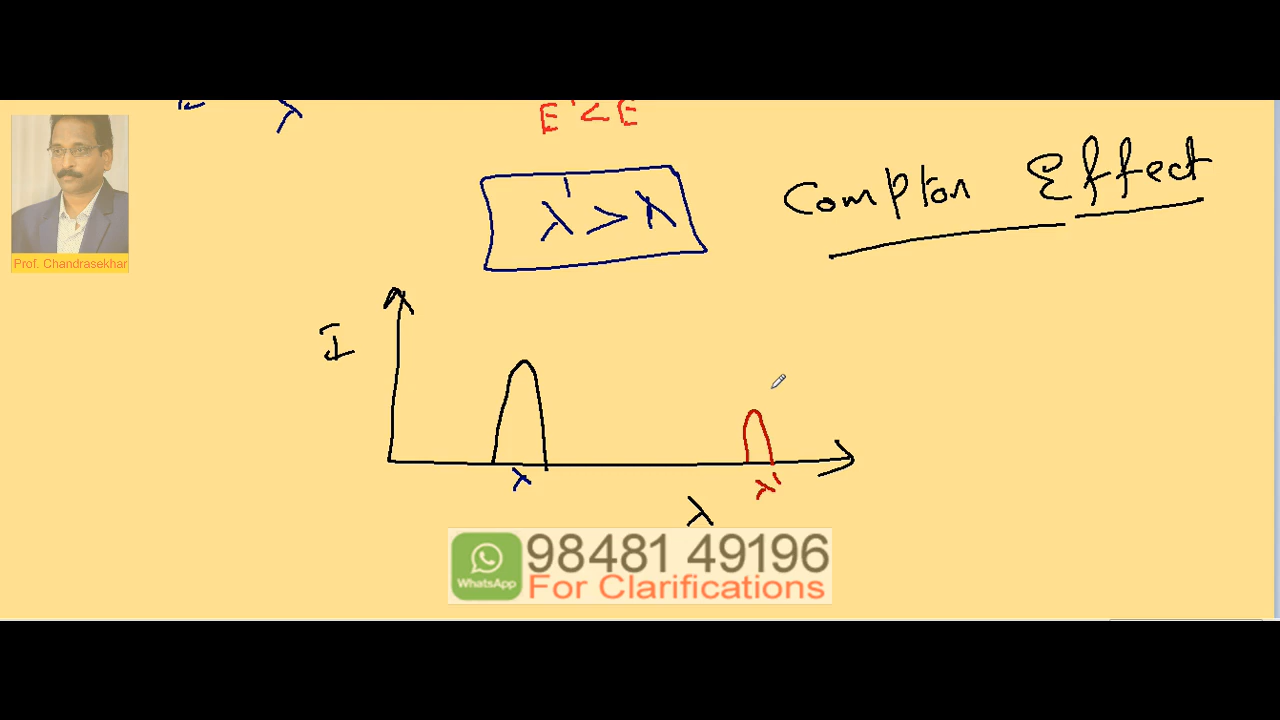 λ
E' < E
λ' > λ
Compton Effect
Prof. Chandrasekhar
I
λ
λ'
λ
98481 49196
WhatsApp
For Clarifications